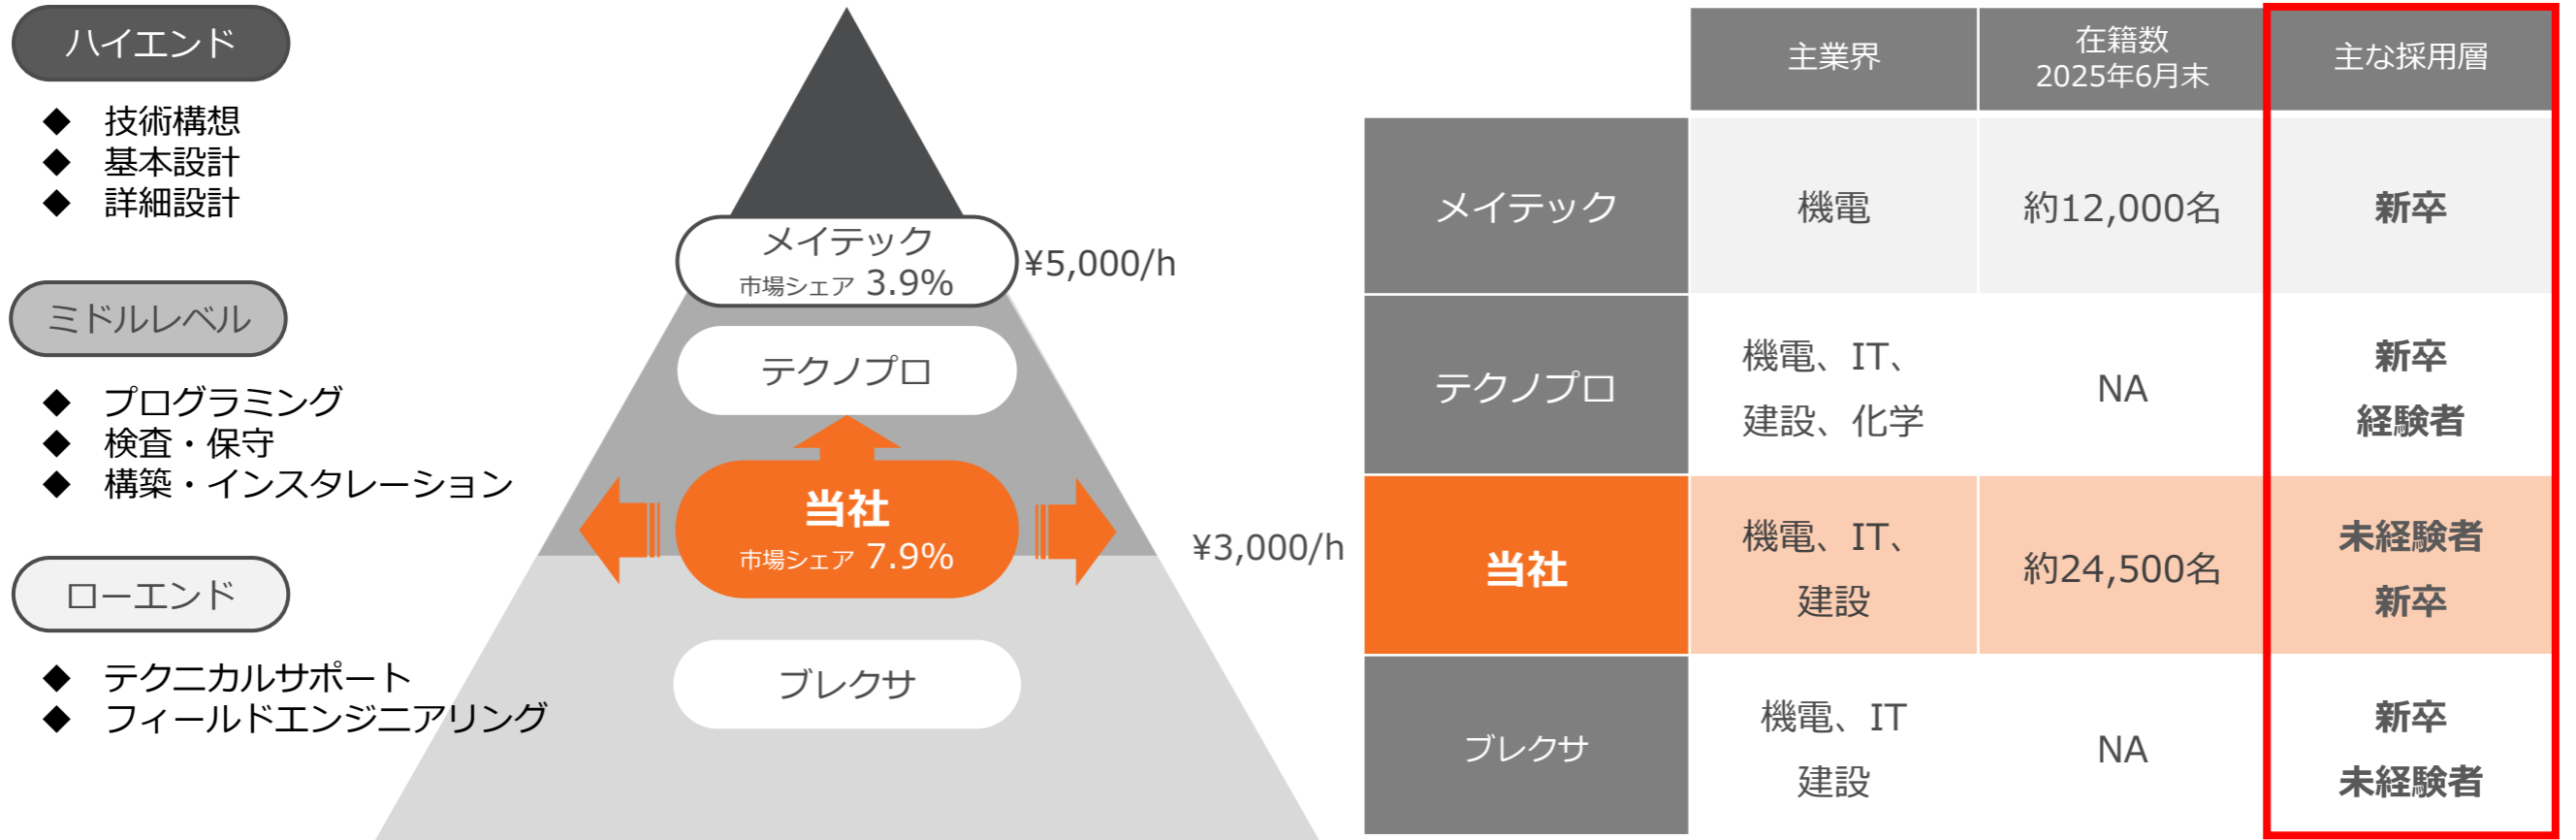 ハイエンド
◆ 技術構想
◆ 基本設計
◆ 詳細設計
ミドルレベル
◆ プログラミング
◆ 検査・保守
◆ 構築・インスタレーション
ローエンド
◆ テクニカルサポート
◆ フィールドエンジニアリング
メイテック
市場シェア 3.9%
¥5,000/h
テクノプロ
当社
市場シェア 7.9%
¥3,000/h
ブレクサ
主業界
在籍数
2025年6月末
主な採用層
メイテック
機電
約12,000名
新卒
テクノプロ
機電、IT、
建設、化学
NA
新卒
経験者
当社
機電、IT、
建設
約24,500名
未経験者
新卒
ブレクサ
機電、IT
建設
NA
新卒
未経験者